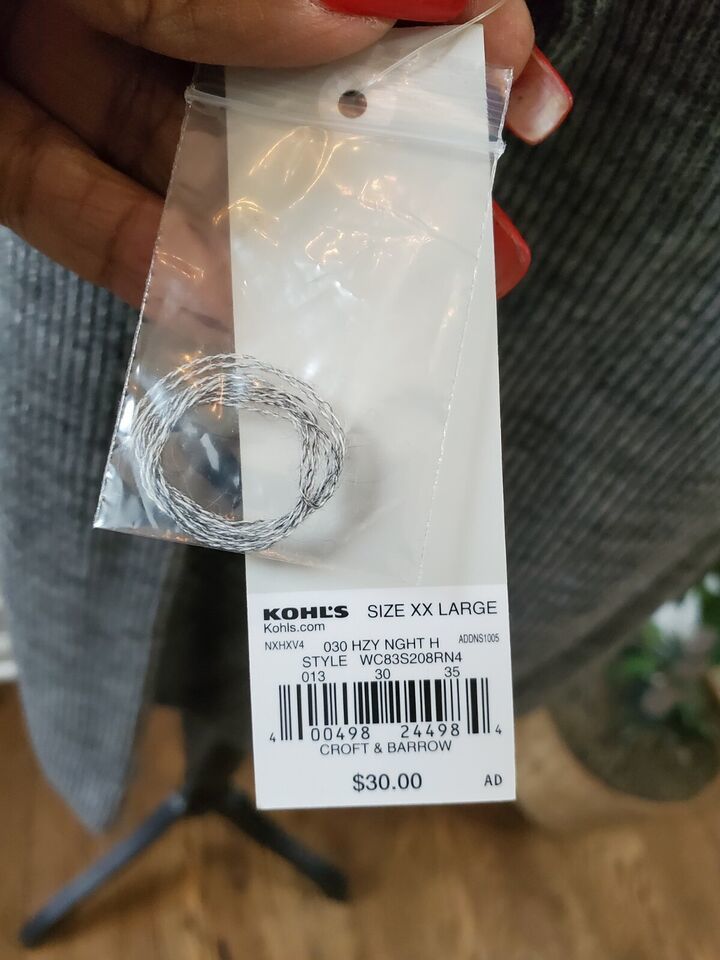 KOHL'S SIZE XX LARGE
Kohls.com
NXHXV4 030 HZY NGHT H ADDNS1005
STYLE WC83S208RN4
013 30 35
4 00498 24498 4
CROFT & BARROW
$30.00 AD